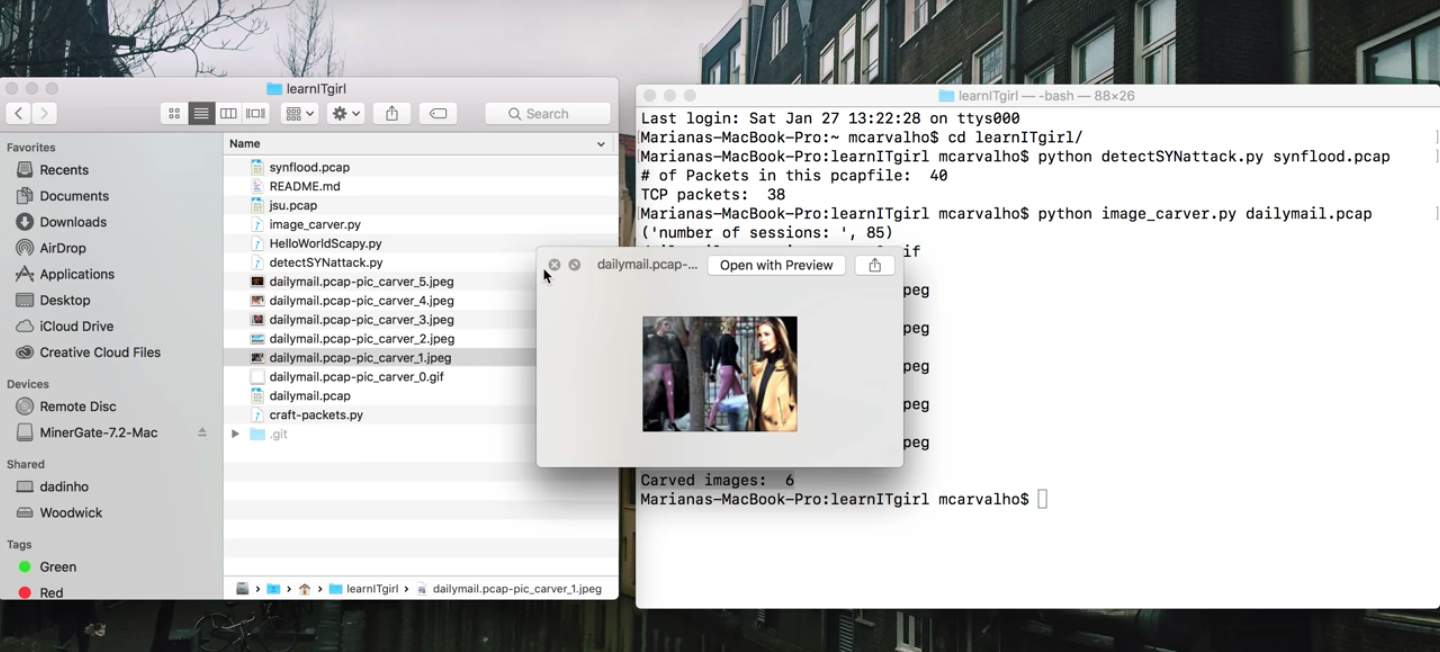 learnITgirl
Search
Favorites
Recents
Documents
Downloads
AirDrop
Applications
Desktop
iCloud Drive
Creative Cloud Files
Devices
Remote Disc
MinerGate-7.2-Mac
Shared
dadinho
Woodwick
Tags
Green
Red
Name
synflood.pcap
README.md
jsu.pcap
image_carver.py
HelloWorldScapy.py
detectSYNattack.py
dailymail.pcap-pic_carver_5.jpeg
dailymail.pcap-pic_carver_4.jpeg
dailymail.pcap-pic_carver_3.jpeg
dailymail.pcap-pic_carver_2.jpeg
dailymail.pcap-pic_carver_1.jpeg
dailymail.pcap-pic_carver_0.gif
dailymail.pcap
craft-packets.py
.git
learnITgirl › dailymail.pcap-pic_carver_1.jpeg
dailymail.pcap-... Open with Preview
learnITgirl — -bash — 88×26
Last login: Sat Jan 27 13:22:28 on ttys000
[Marianas-MacBook-Pro:~ mcarvalho$ cd learnITgirl/ ]
[Marianas-MacBook-Pro:learnITgirl mcarvalho$ python detectSYNattack.py synflood.pcap ]
# of Packets in this pcapfile:  40
TCP packets:  38
[Marianas-MacBook-Pro:learnITgirl mcarvalho$ python image_carver.py dailymail.pcap ]
('number of sessions: ', 85)
if
peg
peg
peg
peg
peg
Carved images:  6
Marianas-MacBook-Pro:learnITgirl mcarvalho$